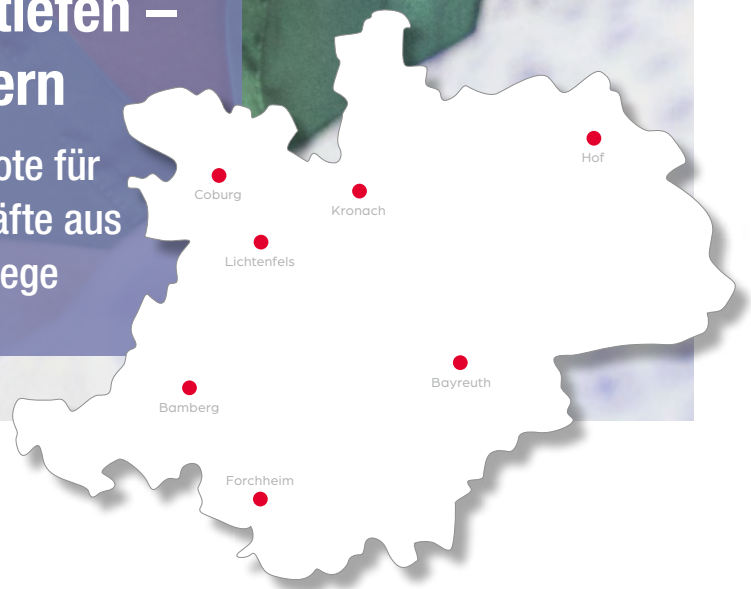 tiefen –
ern
ote für
äfte aus
ege
Hof
Coburg
Kronach
Lichtenfels
Bayreuth
Bamberg
Forchheim